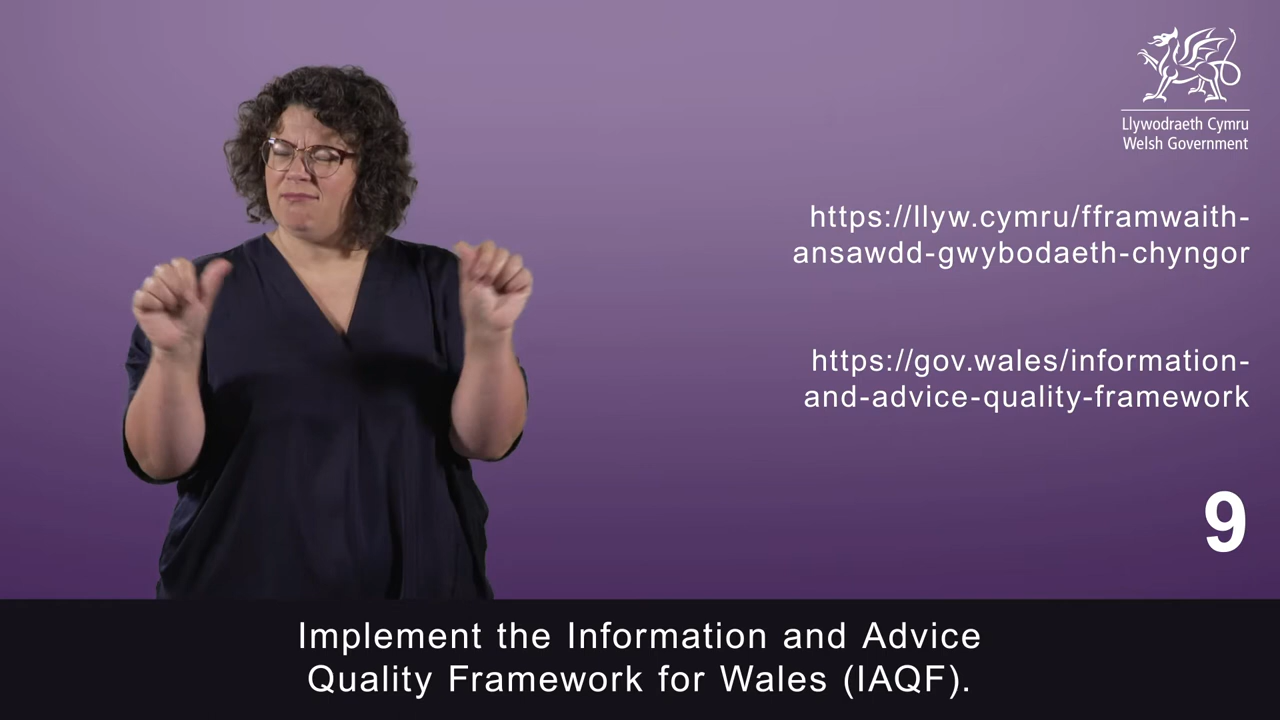 Llywodraeth Cymru
Welsh Government
https://llyw.cymru/fframwaith-
ansawdd-gwybodaeth-chyngor
https://gov.wales/information-
and-advice-quality-framework
9
Implement the Information and Advice
Quality Framework for Wales (IAQF).